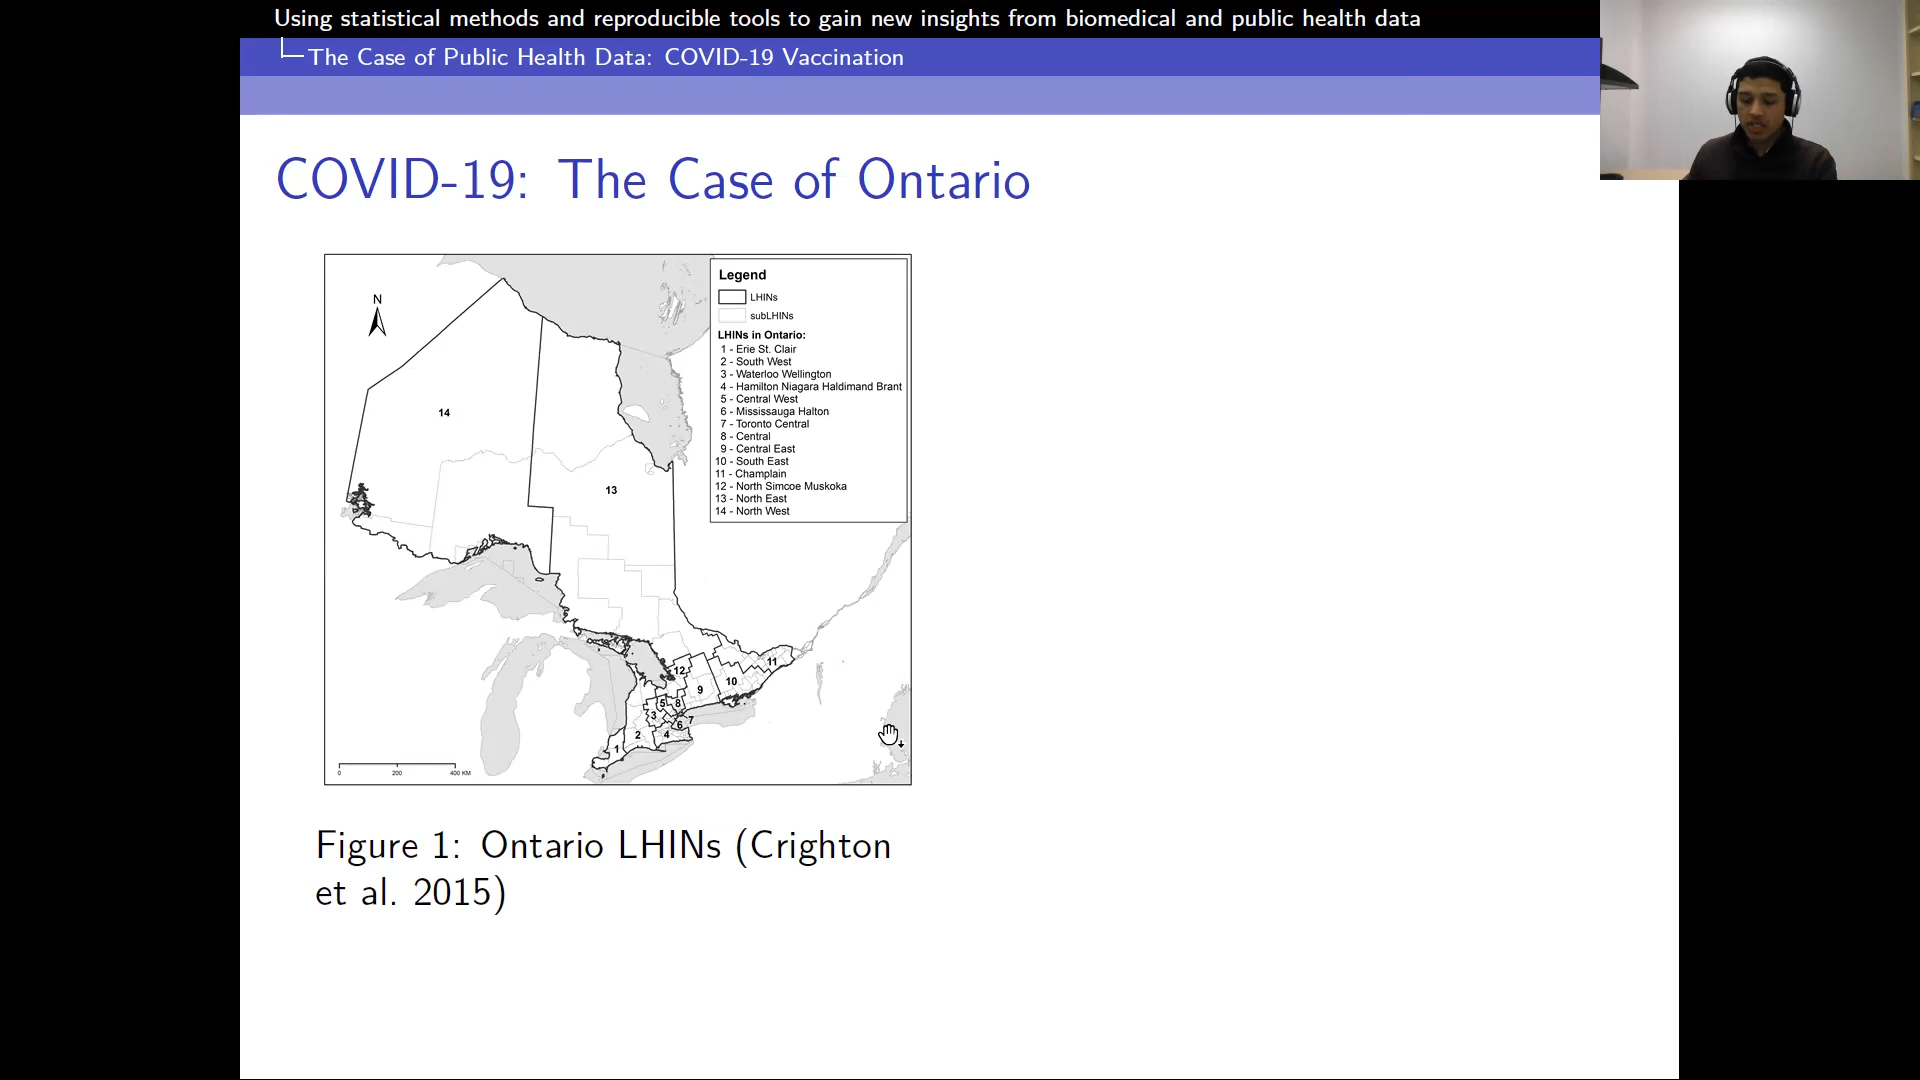 Using statistical methods and reproducible tools to gain new insights from biomedical and public health data
The Case of Public Health Data: COVID-19 Vaccination
COVID-19: The Case of Ontario
N
Legend
LHINs
subLHINs
LHINs in Ontario:
1 - Erie St. Clair
2 - South West
3 - Waterloo Wellington
4 - Hamilton Niagara Haldimand Brant
5 - Central West
6 - Mississauga Halton
7 - Toronto Central
8 - Central
9 - Central East
10 - South East
11 - Champlain
12 - North Simcoe Muskoka
13 - North East
14 - North West
14
13
12
11
10
9
5
8
3
6
7
2
4
1
0 200 400 KM
Figure 1: Ontario LHINs (Crighton
et al. 2015)